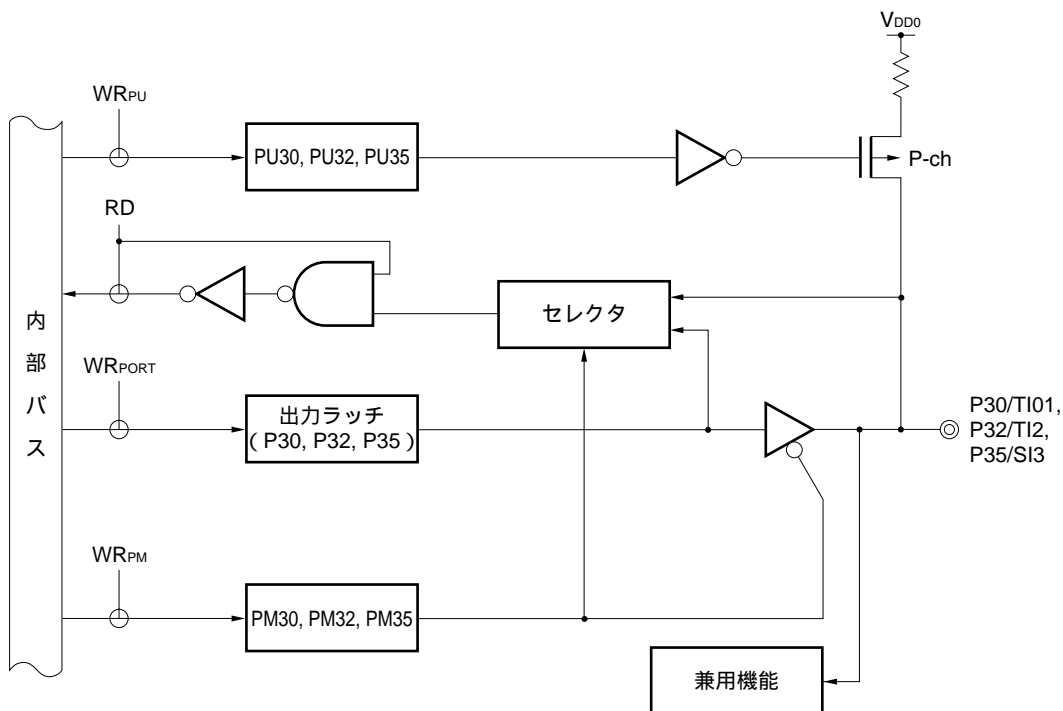 VDD0
WRPU
PU30, PU32, PU35
P-ch
RD
セレクタ
内部バス
WRPORT
出力ラッチ
(P30, P32, P35)
P30/TI01,
P32/TI2,
P35/SI3
WRPM
PM30, PM32, PM35
兼用機能